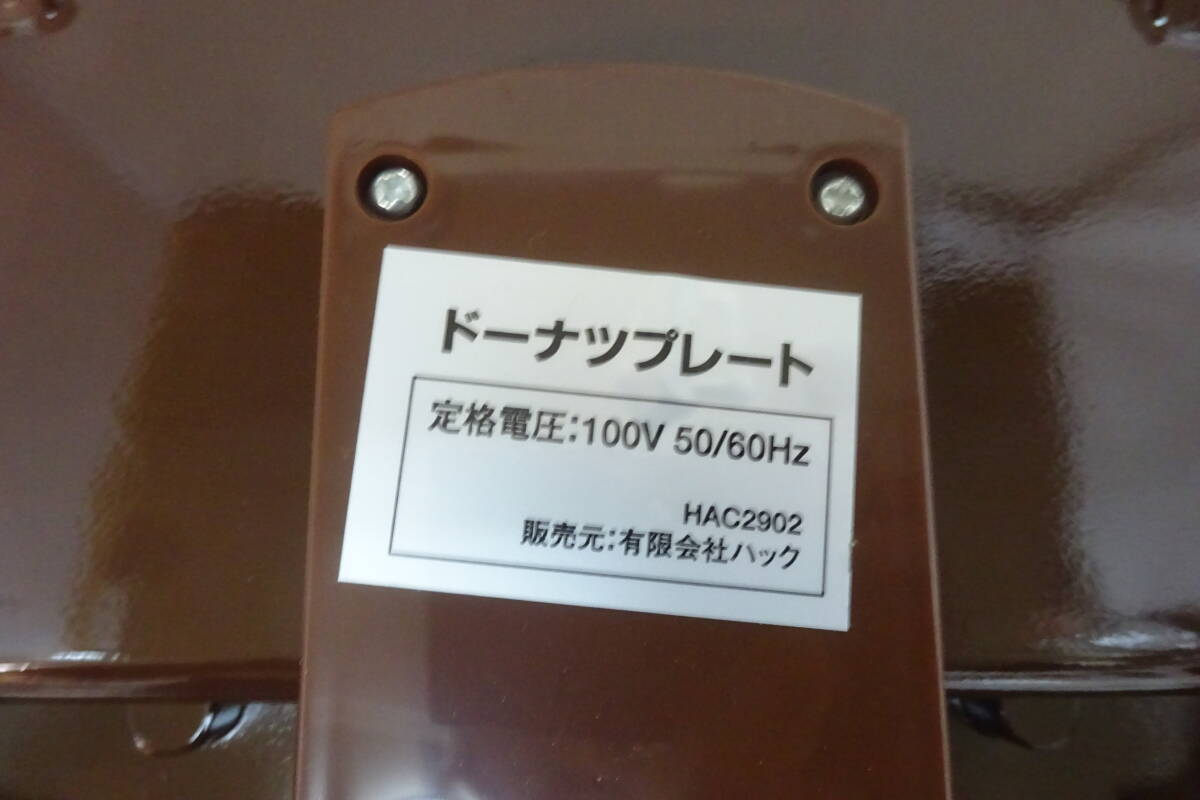 ドーナツプレート
定格電圧:100V 50/60Hz
HAC2902
販売元:有限会社ハック